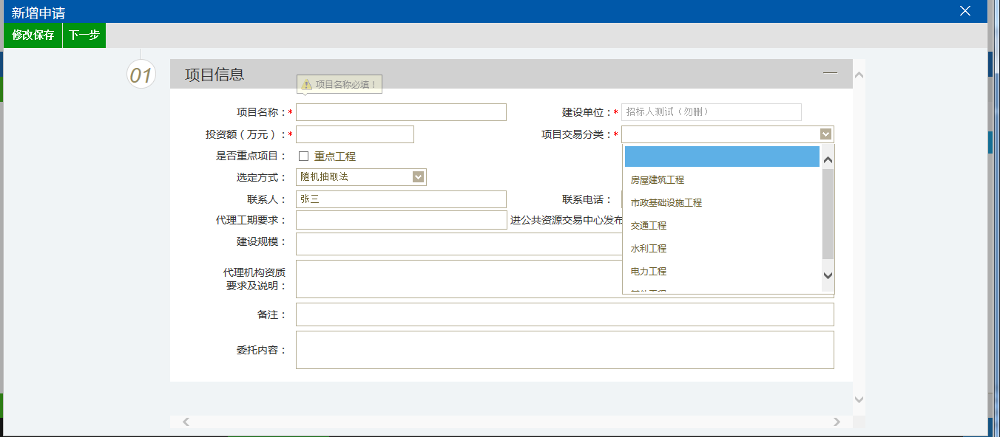 新增申请
修改保存 下一步
01 项目信息
项目名称必填！
项目名称：* 建设单位：* 招标人测试（勿删）
投资额（万元）：* 项目交易分类：*
是否重点项目： 重点工程
选定方式： 随机抽取法
房屋建筑工程
市政基础设施工程
交通工程
水利工程
电力工程
联系人： 张三 联系电话：
代理工期要求： 进公共资源交易中心发布
建设规模：
代理机构资质
要求及说明：
备注：
委托内容：